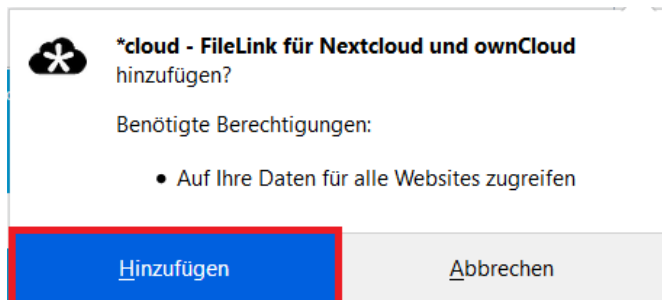 *cloud - FileLink für Nextcloud und ownCloud
hinzufügen?
Benötigte Berechtigungen:
• Auf Ihre Daten für alle Websites zugreifen
Hinzufügen
Abbrechen